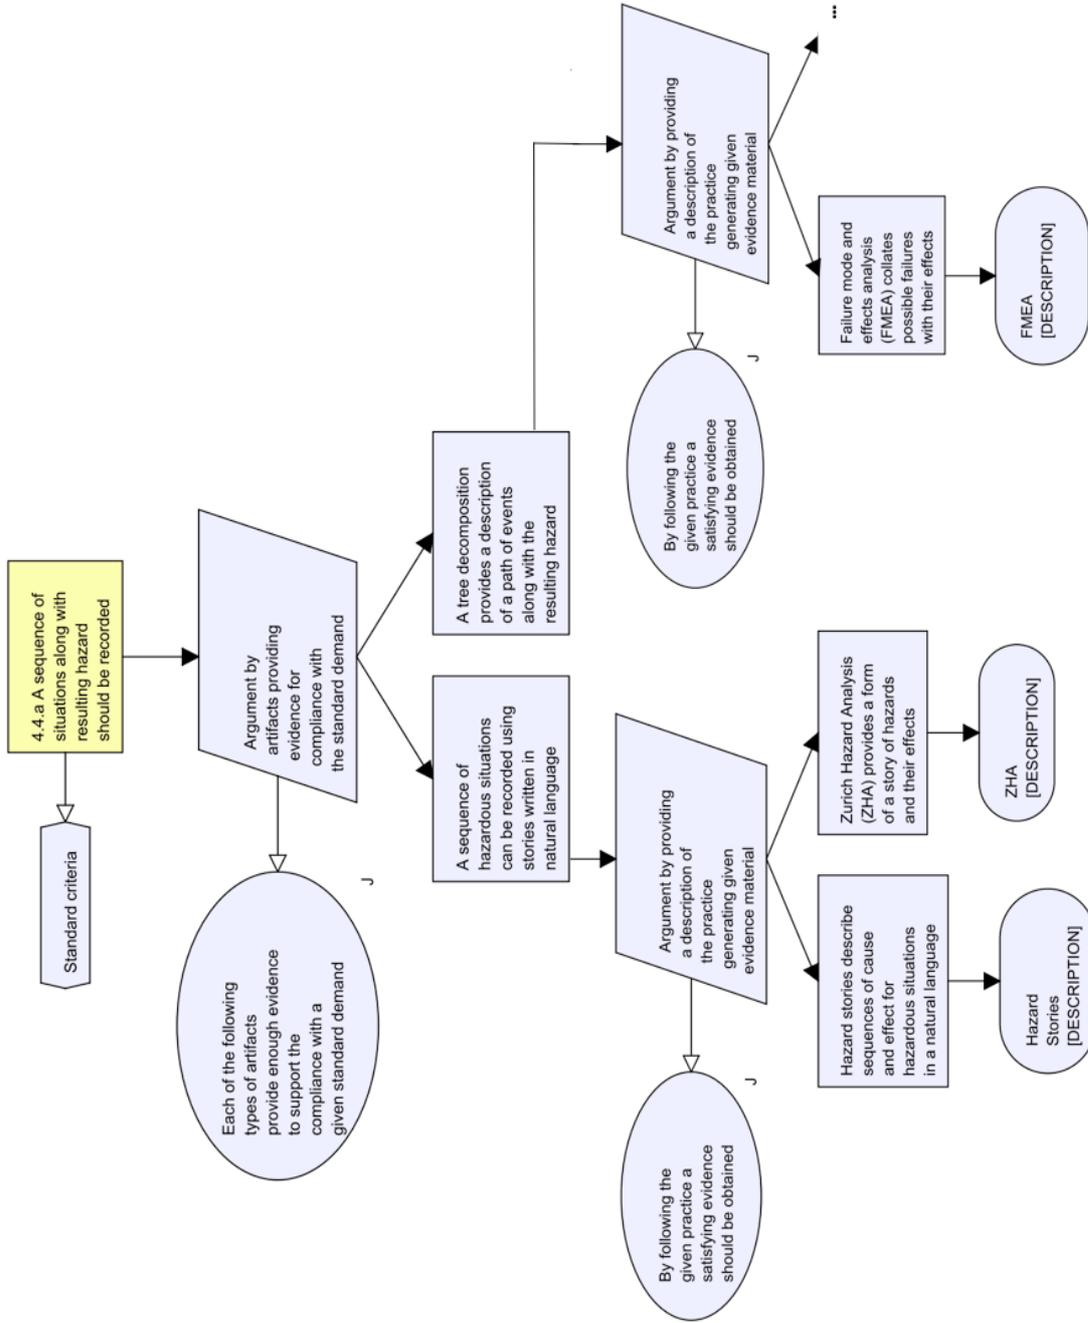 4.4.a A sequence of
situations along with
resulting hazard
should be recorded
Standard criteria
Argument by
artifacts providing
evidence for
compliance with
the standard demand
Each of the following
types of artifacts
provide enough evidence
to support the
compliance with a
given standard demand
J
A sequence of
hazardous situations
can be recorded using
stories written in
natural language
A tree decomposition
provides a description
of a path of events
along with the
resulting hazard
By following the
given practice a
satisfying evidence
should be obtained
J
Argument by providing
a description of
the practice
generating given
evidence material
By following the
given practice a
satisfying evidence
should be obtained
J
Argument by providing
a description of
the practice
generating given
evidence material
Hazard stories describe
sequences of cause
and effect for
hazardous situations
in a natural language
Zurich Hazard Analysis
(ZHA) provides a form
of a story of hazards
and their effects
Failure mode and
effects analysis
(FMEA) collates
possible failures
with their effects
...
Hazard
Stories
[DESCRIPTION]
ZHA
[DESCRIPTION]
FMEA
[DESCRIPTION]